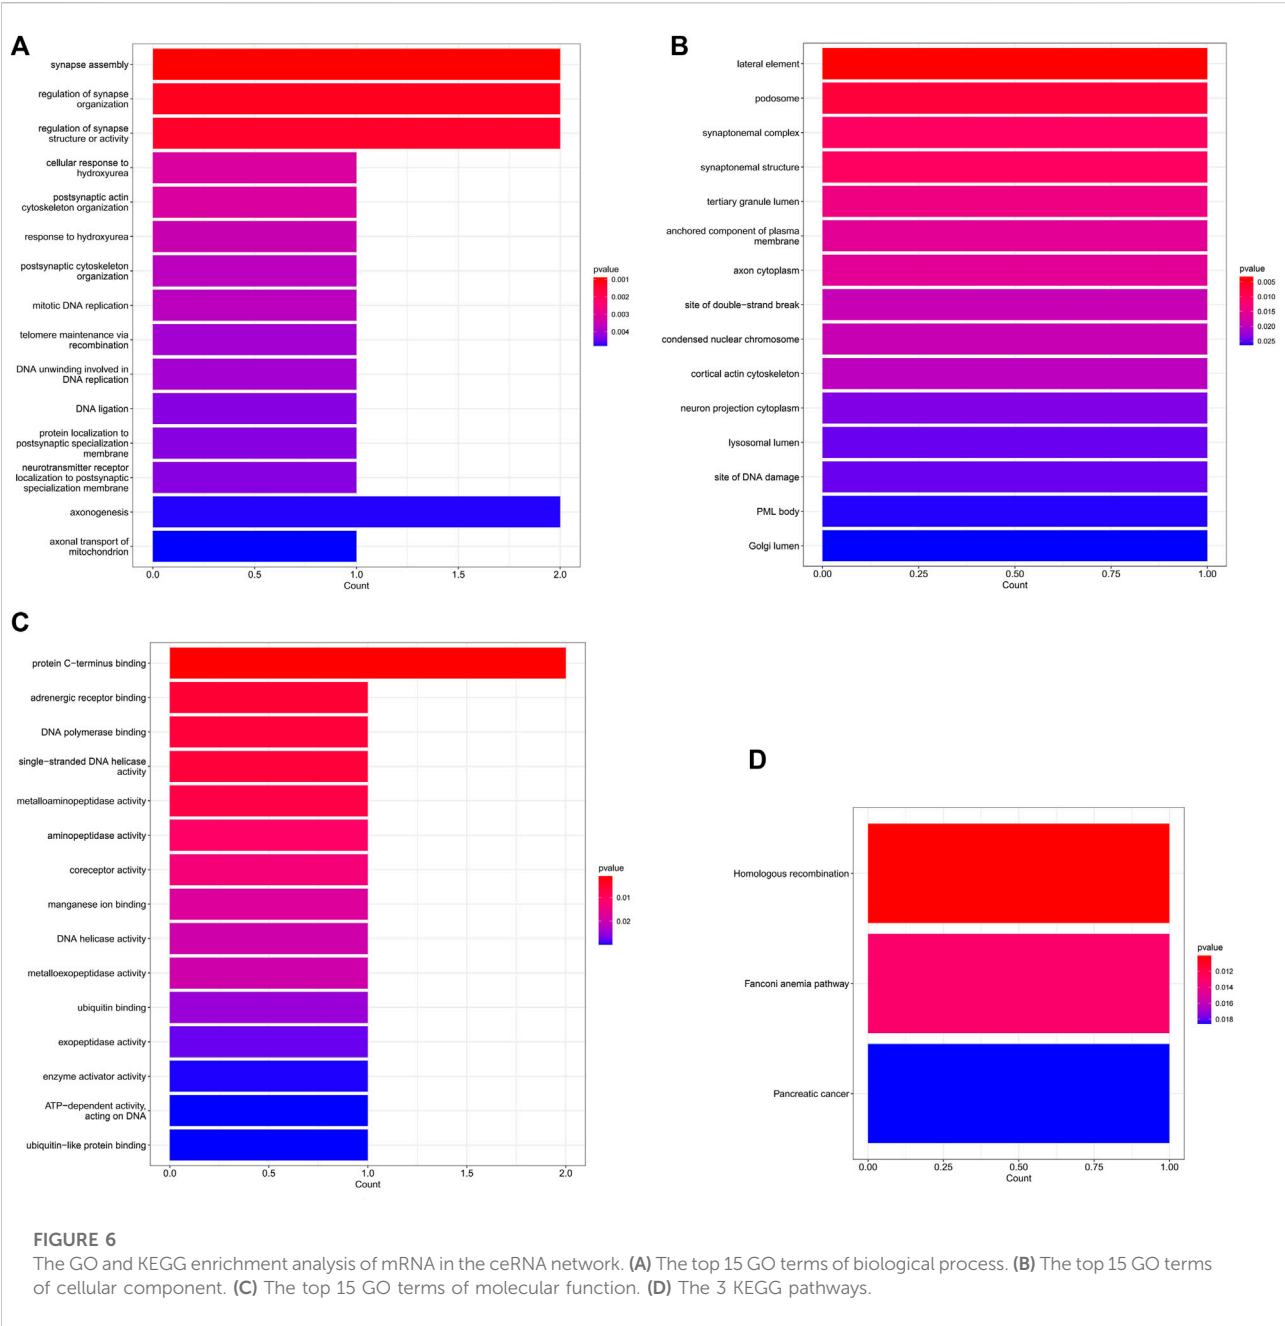 A
synapse assembly
regulation of synapse
organization
regulation of synapse
structure or activity
cellular response to
hydroxyurea
postsynaptic actin
cytoskeleton organization
response to hydroxyurea
postsynaptic cytoskeleton
organization
mitotic DNA replication
telomere maintenance via
recombination
DNA unwinding involved in
DNA replication
DNA ligation
protein localization to
postsynaptic specialization
membrane
neurotransmitter receptor
localization to postsynaptic
specialization membrane
axonogenesis
axonal transport of
mitochondrion
0.0 0.5 1.0 1.5 2.0
Count
pvalue
0.001
0.002
0.003
0.004
B
lateral element
podosome
synaptonemal complex
synaptonemal structure
tertiary granule lumen
anchored component of plasma
membrane
axon cytoplasm
site of double−strand break
condensed nuclear chromosome
cortical actin cytoskeleton
neuron projection cytoplasm
lysosomal lumen
site of DNA damage
PML body
Golgi lumen
0.00 0.25 0.50 0.75 1.00
Count
pvalue
0.005
0.010
0.015
0.020
0.025
C
protein C−terminus binding
adrenergic receptor binding
DNA polymerase binding
single−stranded DNA helicase
activity
metalloaminopeptidase activity
aminopeptidase activity
coreceptor activity
manganese ion binding
DNA helicase activity
metalloexopeptidase activity
ubiquitin binding
exopeptidase activity
enzyme activator activity
ATP−dependent activity,
acting on DNA
ubiquitin−like protein binding
0.0 0.5 1.0 1.5 2.0
Count
pvalue
0.01
0.02
D
Homologous recombination
Fanconi anemia pathway
Pancreatic cancer
0.00 0.25 0.50 0.75 1.00
Count
pvalue
0.012
0.014
0.016
0.018
FIGURE 6
The GO and KEGG enrichment analysis of mRNA in the ceRNA network. (A) The top 15 GO terms of biological process. (B) The top 15 GO terms
of cellular component. (C) The top 15 GO terms of molecular function. (D) The 3 KEGG pathways.